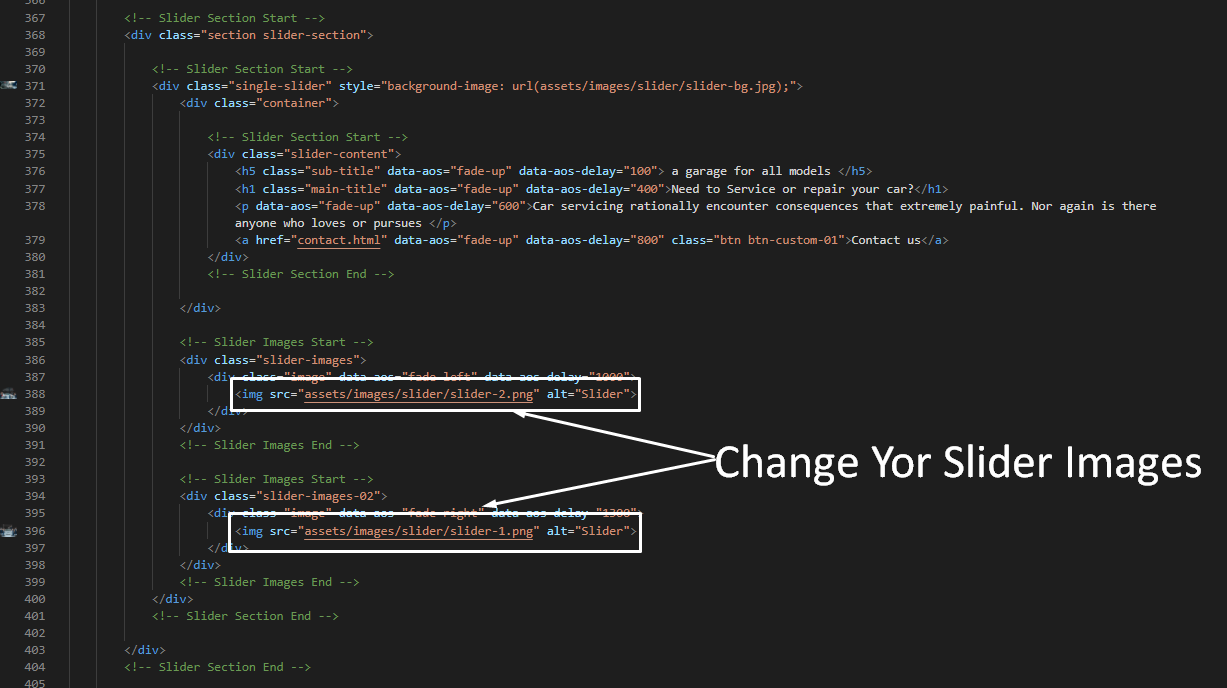 366
367 <!-- Slider Section Start -->
368 <div class="section slider-section">
369
370 <!-- Slider Section Start -->
371 <div class="single-slider" style="background-image: url(assets/images/slider/slider-bg.jpg);">
372 <div class="container">
373
374 <!-- Slider Section Start -->
375 <div class="slider-content">
376 <h5 class="sub-title" data-aos="fade-up" data-aos-delay="100"> a garage for all models </h5>
377 <h1 class="main-title" data-aos="fade-up" data-aos-delay="400">Need to Service or repair your car?</h1>
378 <p data-aos="fade-up" data-aos-delay="600">Car servicing rationally encounter consequences that extremely painful. Nor again is there
anyone who loves or pursues </p>
379 <a href="contact.html" data-aos="fade-up" data-aos-delay="800" class="btn btn-custom-01">Contact us</a>
380 </div>
381 <!-- Slider Section End -->
382
383 </div>
384
385 <!-- Slider Images Start -->
386 <div class="slider-images">
387 <div class="image" data-aos="fade-left" data-aos-delay="1000">
388 <img src="assets/images/slider/slider-2.png" alt="Slider">
389 </div>
390 </div>
391 <!-- Slider Images End -->
392
Change Yor Slider Images
393 <!-- Slider Images Start -->
394 <div class="slider-images-02">
395 <div class="image" data-aos="fade-right" data-aos-delay="1300">
396 <img src="assets/images/slider/slider-1.png" alt="Slider">
397 </div>
398 </div>
399 <!-- Slider Images End -->
400 </div>
401 <!-- Slider Section End -->
402
403 </div>
404 <!-- Slider Section End -->
405